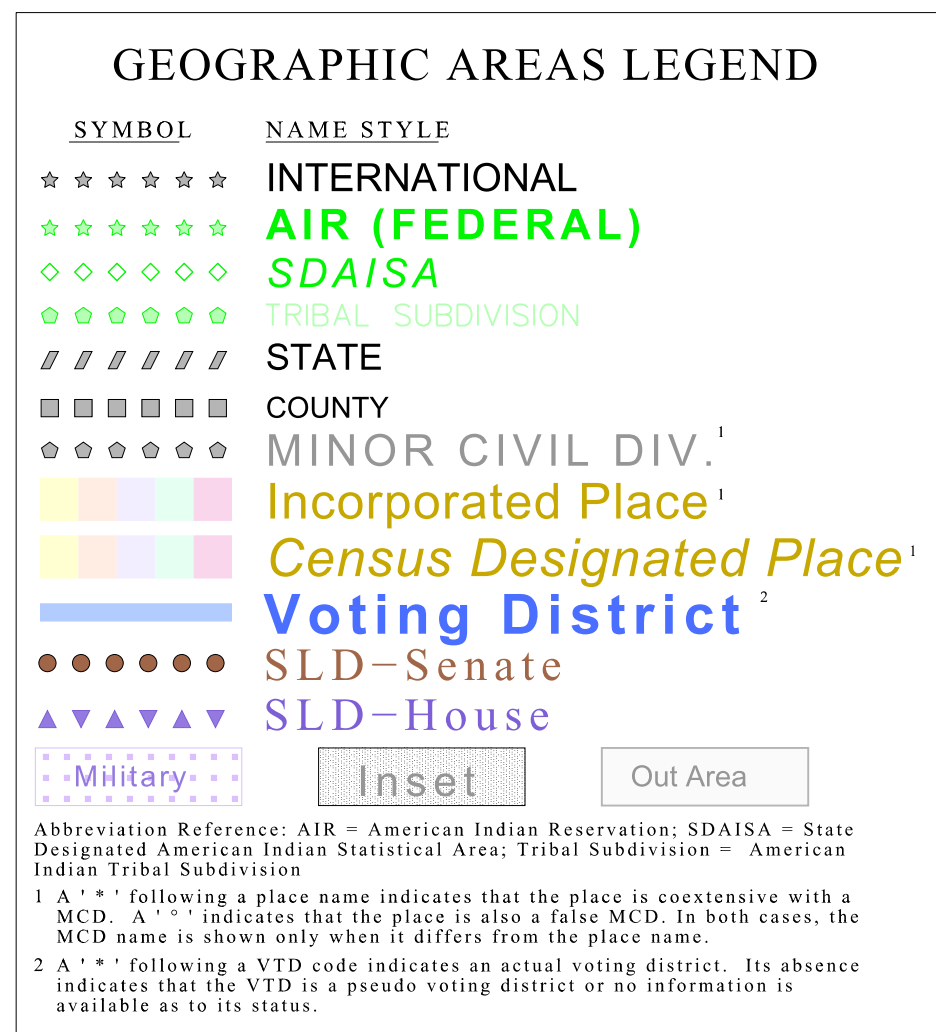 GEOGRAPHIC AREAS LEGEND
SYMBOL NAME STYLE
INTERNATIONAL
AIR (FEDERAL)
SDAISA
TRIBAL SUBDIVISION
STATE
COUNTY
MINOR CIVIL DIV. 1
Incorporated Place 1
Census Designated Place 1
Voting District 2
SLD-Senate
SLD-House
Military Inset Out Area
Abbreviation Reference: AIR = American Indian Reservation; SDAISA = State
Designated American Indian Statistical Area; Tribal Subdivision = American
Indian Tribal Subdivision
1 A ' * ' following a place name indicates that the place is coextensive with a
MCD. A ' ° ' indicates that the place is also a false MCD. In both cases, the
MCD name is shown only when it differs from the place name.
2 A ' * ' following a VTD code indicates an actual voting district. Its absence
indicates that the VTD is a pseudo voting district or no information is
available as to its status.